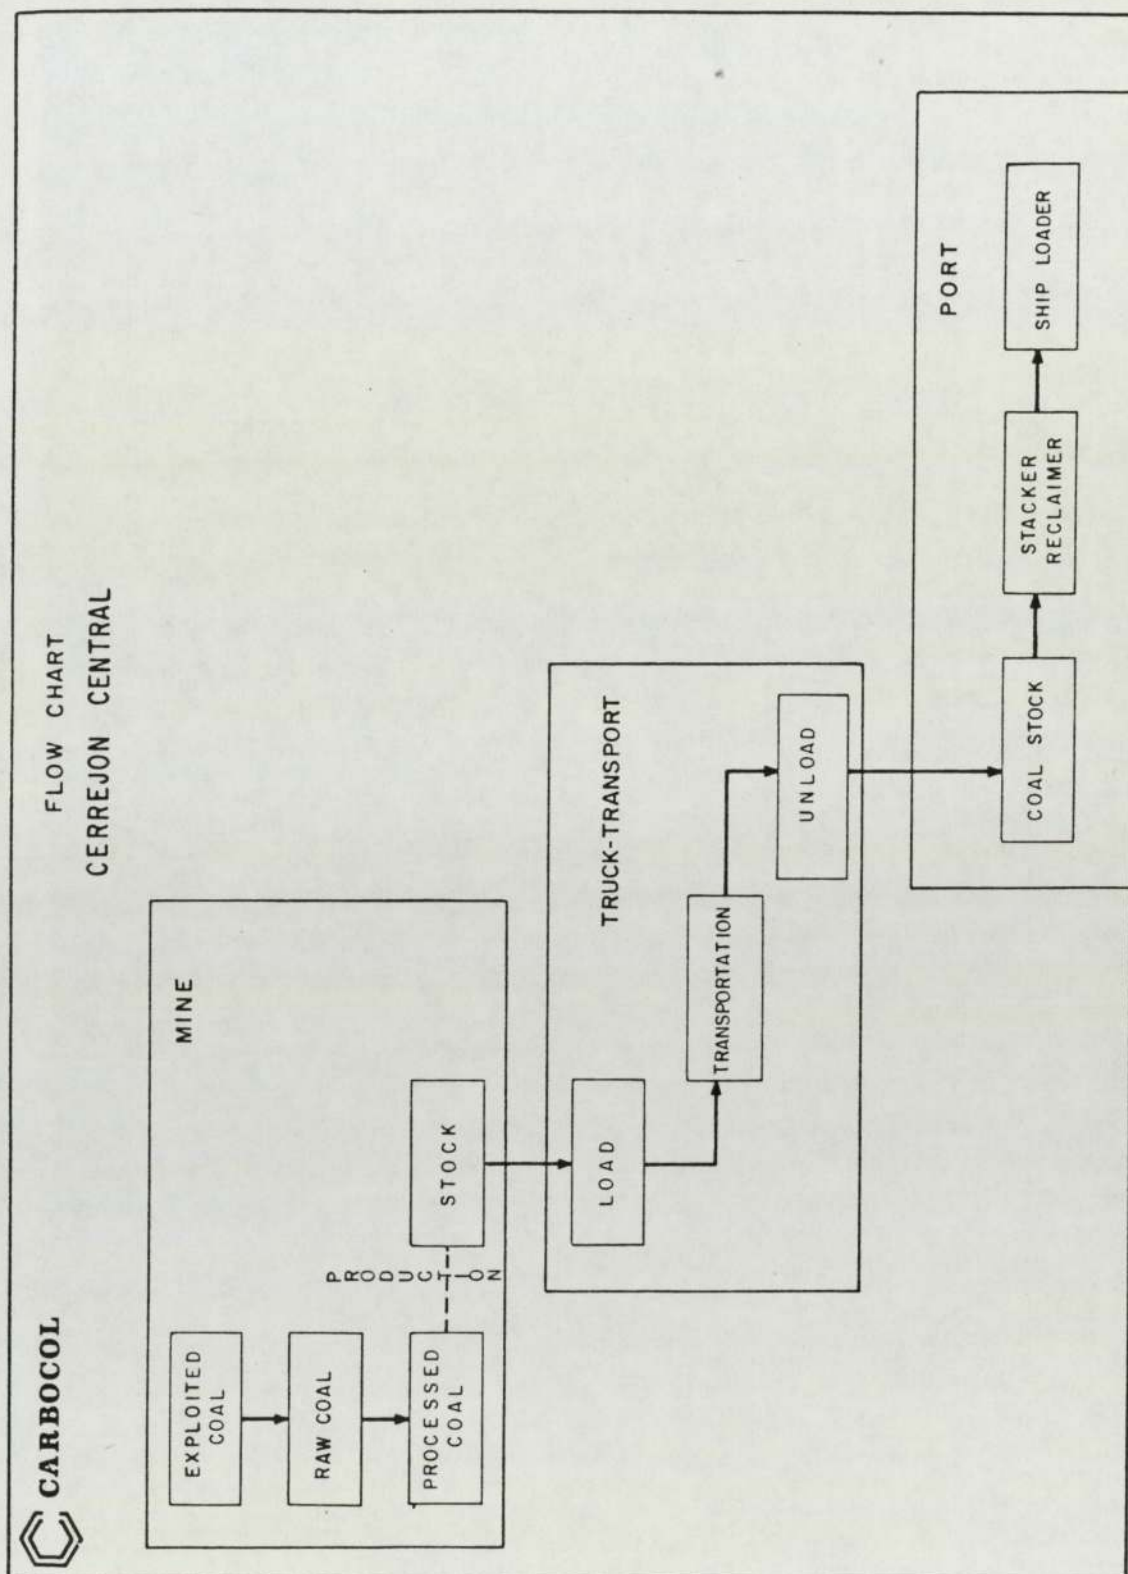 CARBOCOL
FLOW CHART
CERREJON CENTRAL
MINE
EXPLOITED
COAL
RAW COAL
PROCESSED
COAL
PRODUCTION
STOCK
TRUCK-TRANSPORT
LOAD
TRANSPORTATION
UNLOAD
PORT
COAL STOCK
STACKER
RECLAIMER
SHIP LOADER